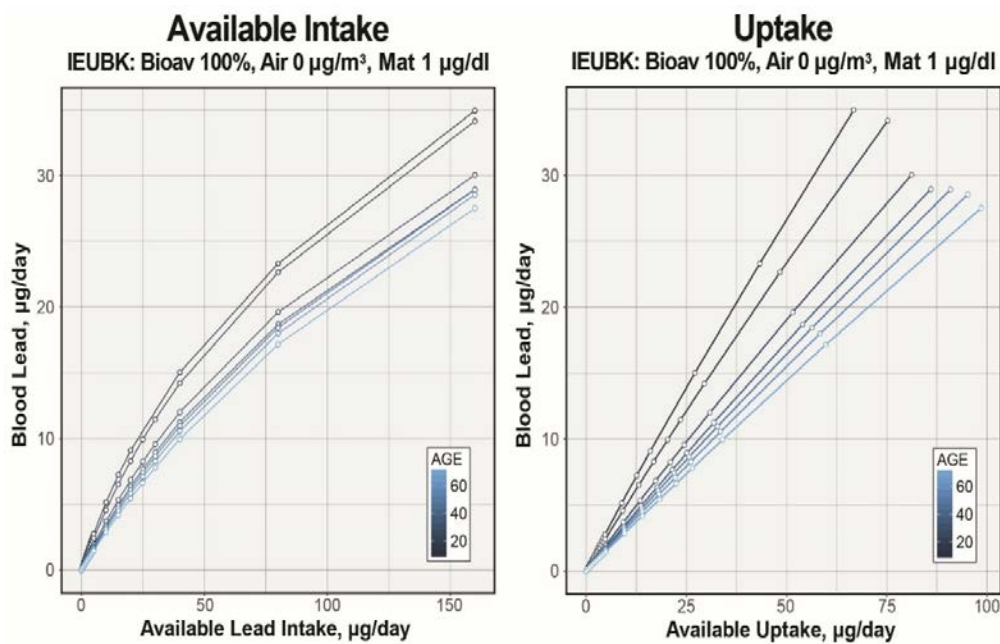 Available Intake
IEUBK: Bioav 100%, Air 0 µg/m³, Mat 1 µg/dl
Blood Lead, µg/day
30
20
10
0
0
50
100
150
Available Lead Intake, µg/day
AGE
60
40
20
Uptake
IEUBK: Bioav 100%, Air 0 µg/m³, Mat 1 µg/dl
Blood Lead, µg/day
30
20
10
0
0
25
50
75
100
Available Uptake, µg/day
AGE
60
40
20